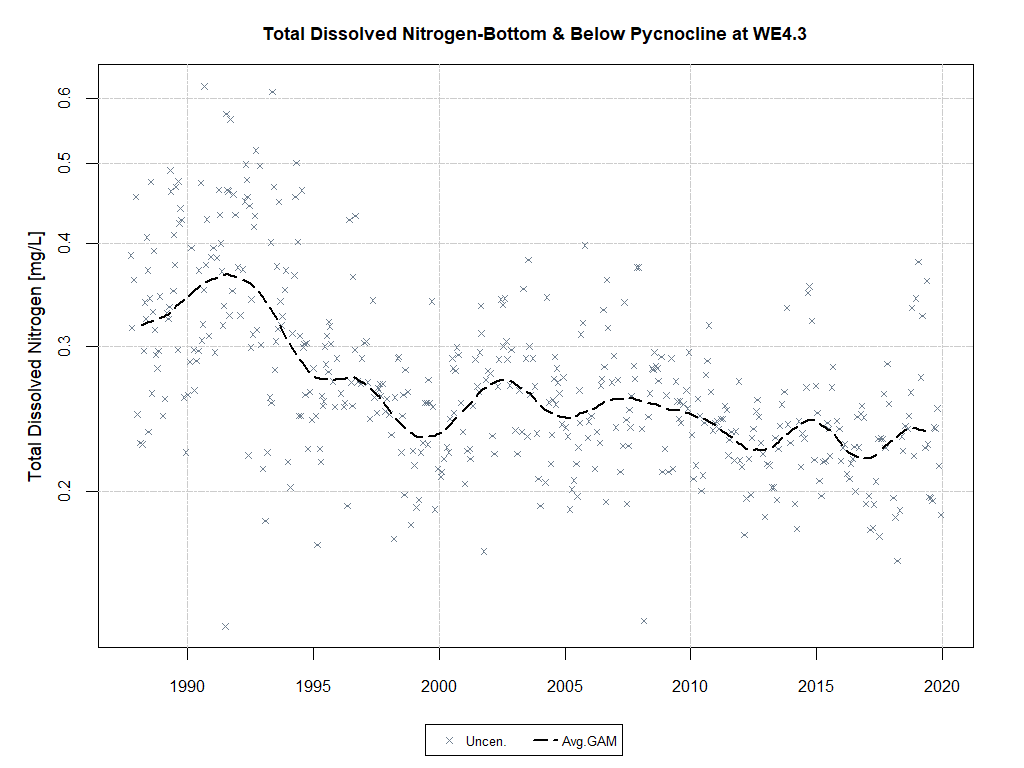 Total Dissolved Nitrogen-Bottom & Below Pycnocline at WE4.3
Total Dissolved Nitrogen [mg/L]
0.6
0.5
0.4
0.3
0.2
1990 1995 2000 2005 2010 2015 2020
Uncen. Avg.GAM